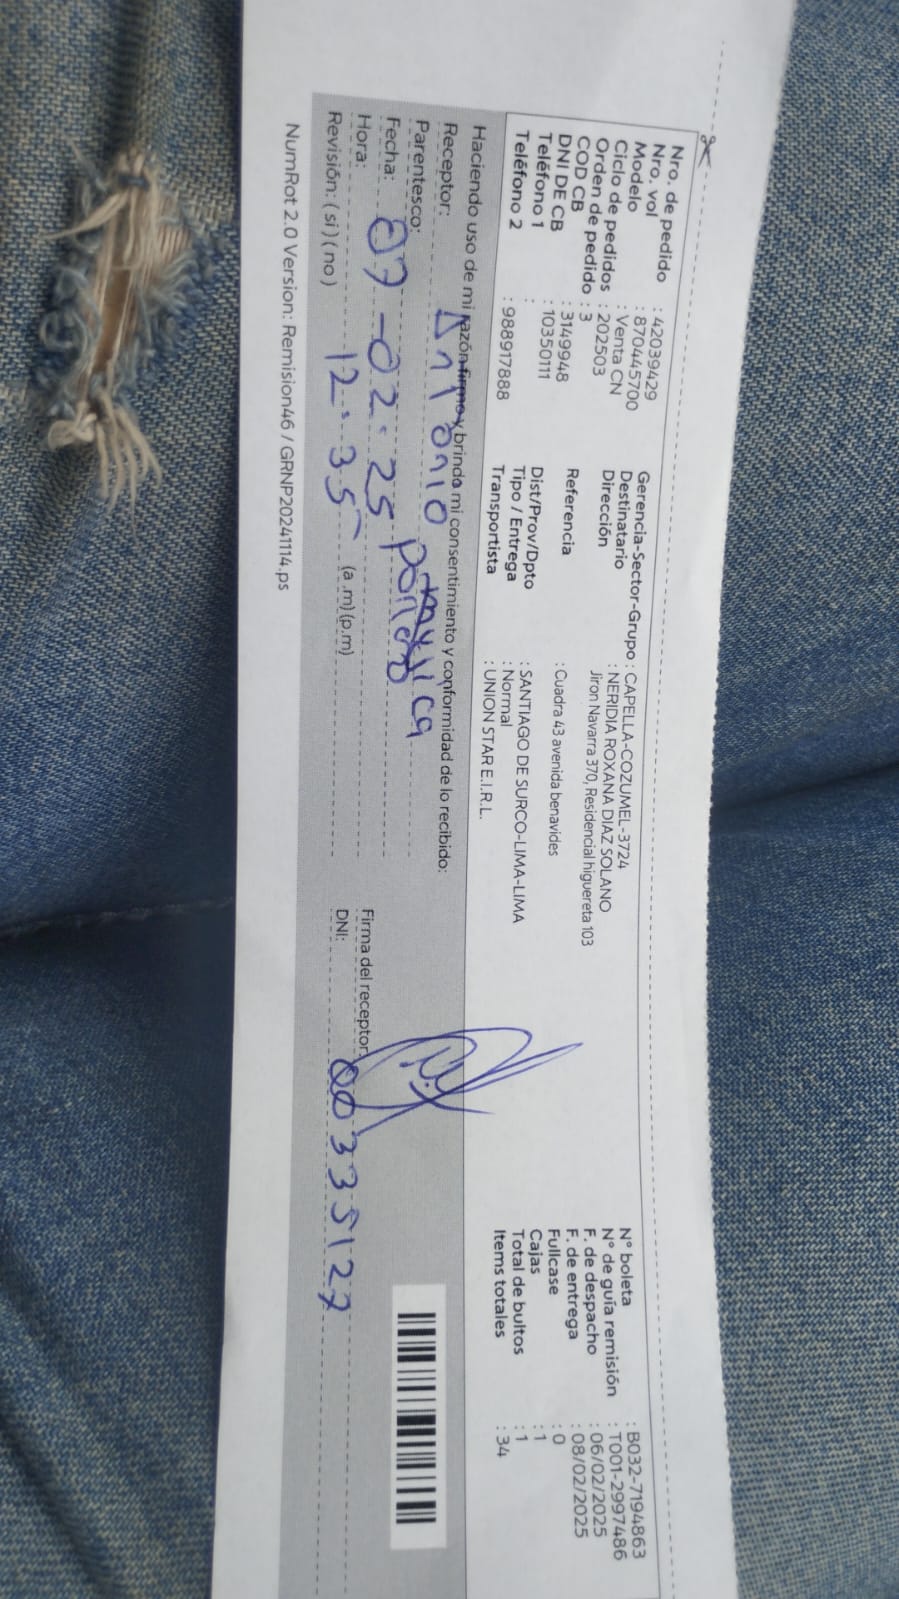 Nro. de pedido : 42039429
Nro. vol : 870445700
Modelo : Venta CN
Ciclo de pedidos : 202503
Orden de pedido : 3
COD CB : 3149948
DNI DE CB : 10350111
Teléfono 1 :
Teléfono 2 : 988917888
Gerencia-Sector-Grupo : CAPELLA-COZUMEL-3724
Destinatario : NERIDIA ROXANA DIAZ SOLANO
Dirección Jiron Navarra 370, Residencial higuereta 103
Referencia : Cuadra 43 avenida benavides
Dist/Prov/Dpto : SANTIAGO DE SURCO-LIMA-LIMA
Tipo / Entrega : Normal
Transportista : UNION STAR E.I.R.L.
N° boleta : B032-7194863
N° de guía remisión : T001-2997486
F. de despacho : 06/02/2025
F. de entrega : 08/02/2025
Fullcase : 0
Cajas : 1
Total de bultos : 1
Items totales : 34
Haciendo uso de mi razón firmo y brindo mi consentimiento y conformidad de lo recibido:
Receptor: Antonio
Parentesco:
Fecha: 07-02-25
Hora: 12.35 (a .m) (p.m)
Revisión: ( si ) ( no )
Firma del receptor:
DNI: 00335127
NumRot 2.0 Version: Remision46 / GRNP20241114.ps